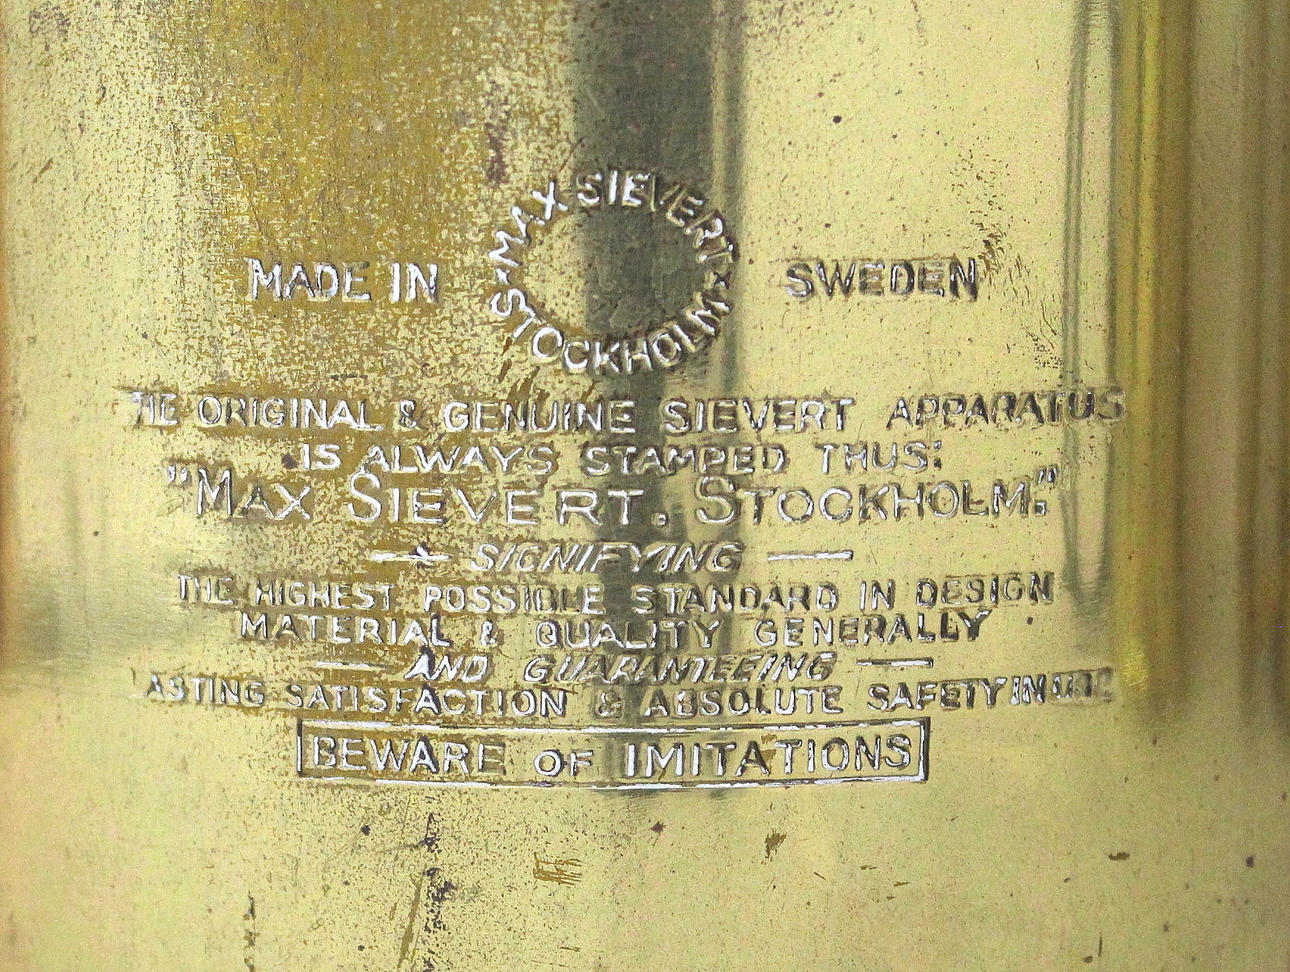 MAX SIEVERT
MADE IN SWEDEN
STOCKHOLM
THE ORIGINAL & GENUINE SIEVERT APPARATUS
IS ALWAYS STAMPED THUS:
"MAX SIEVERT. STOCKHOLM."
— SIGNIFYING —
THE HIGHEST POSSIBLE STANDARD IN DESIGN
MATERIAL & QUALITY GENERALLY
— AND GUARANTEEING —
LASTING SATISFACTION & ABSOLUTE SAFETY IN USE
BEWARE OF IMITATIONS